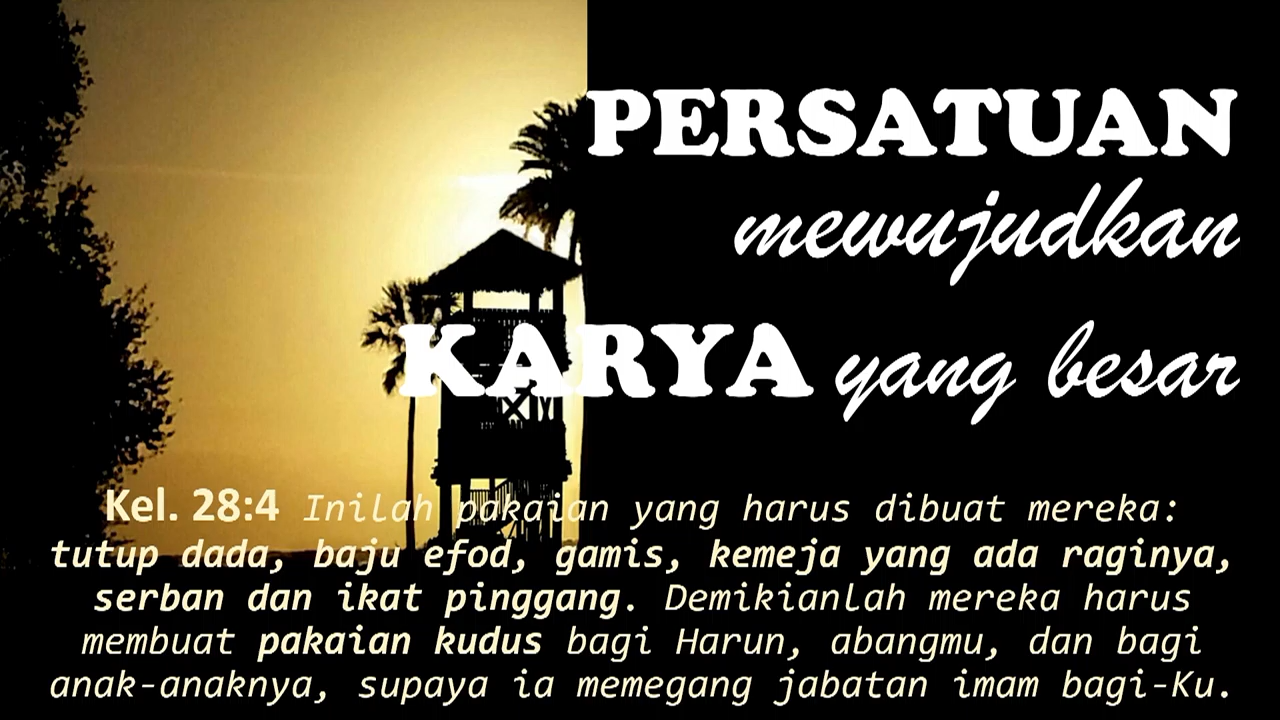 PERSATUAN
mewujudkan
KARYA yang besar
Kel. 28:4 Inilah pakaian yang harus dibuat mereka:
tutup dada, baju efod, gamis, kemeja yang ada raginya,
serban dan ikat pinggang. Demikianlah mereka harus
membuat pakaian kudus bagi Harun, abangmu, dan bagi
anak-anaknya, supaya ia memegang jabatan imam bagi-Ku.